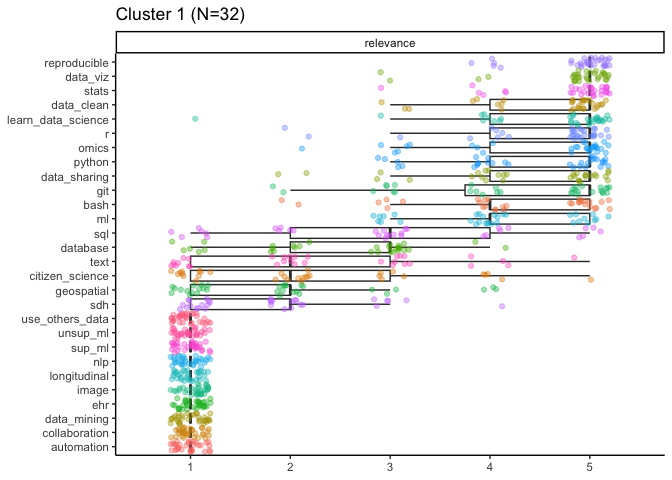 Cluster 1 (N=32)
relevance
reproducible
data_viz
stats
data_clean
learn_data_science
r
omics
python
data_sharing
git
bash
ml
sql
database
text
citizen_science
geospatial
sdh
use_others_data
unsup_ml
sup_ml
nlp
longitudinal
image
ehr
data_mining
collaboration
automation
1 2 3 4 5